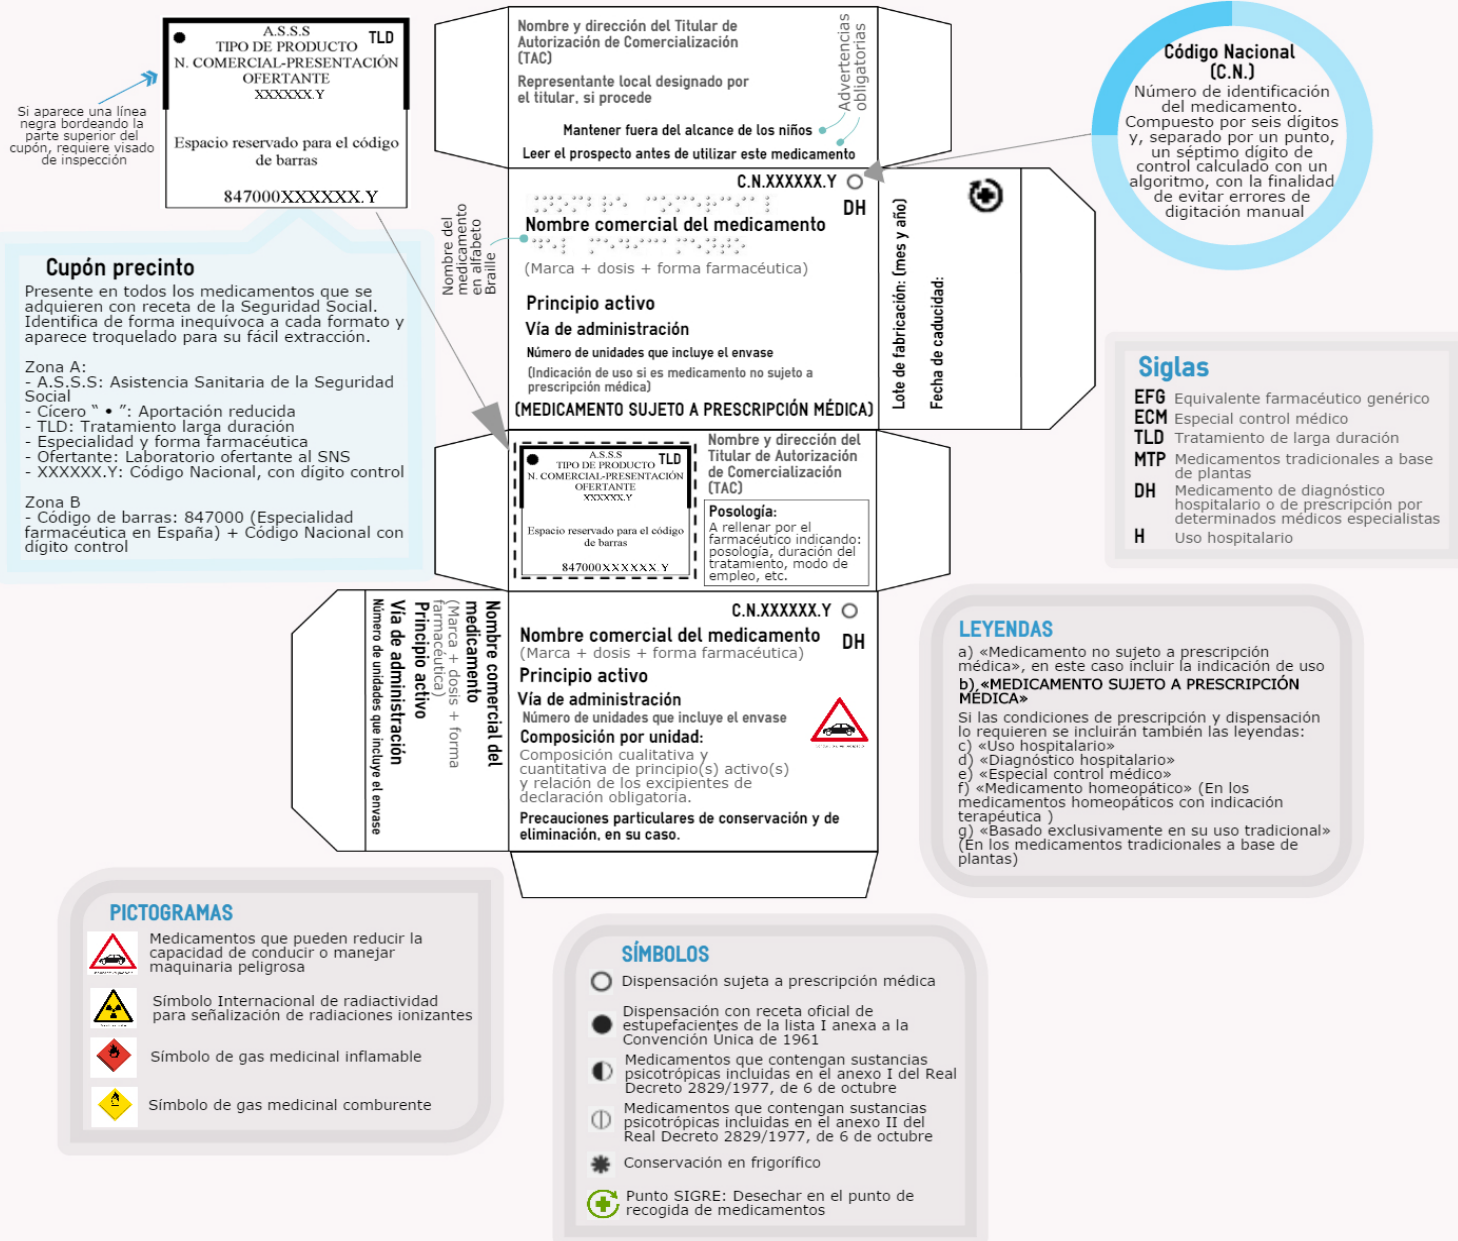 A.S.S.S
TLD
TIPO DE PRODUCTO
N. COMERCIAL-PRESENTACIÓN
OFERTANTE
XXXXXX.Y
Espacio reservado para el código
de barras
847000XXXXXX.Y
Si aparece una línea
negra bordeando la
parte superior del
cupón, requiere visado
de inspección
Cupón precinto
Presente en todos los medicamentos que se
adquieren con receta de la Seguridad Social.
Identifica de forma inequívoca a cada formato y
aparece troquelado para su fácil extracción.
Zona A:
- A.S.S.S: Asistencia Sanitaria de la Seguridad
Social
- Cícero “ • ”: Aportación reducida
- TLD: Tratamiento larga duración
- Especialidad y forma farmacéutica
- Ofertante: Laboratorio ofertante al SNS
- XXXXXX.Y: Código Nacional, con dígito control
Zona B
- Código de barras: 847000 (Especialidad
farmacéutica en España) + Código Nacional con
dígito control
Nombre y dirección del Titular de
Autorización de Comercialización
(TAC)
Representante local designado por
el titular, si procede
Mantener fuera del alcance de los niños
Leer el prospecto antes de utilizar este medicamento
Advertencias
obligatorias
Código Nacional
(C.N.)
Número de identificación
del medicamento.
Compuesto por seis dígitos
y, separado por un punto,
un séptimo dígito de
control calculado con un
algoritmo, con la finalidad
de evitar errores de
digitación manual
C.N.XXXXXX.Y
DH
Nombre comercial del medicamento
(Marca + dosis + forma farmacéutica)
Nombre del
medicamento
en alfabeto
Braille
Principio activo
Vía de administración
Número de unidades que incluye el envase
(Indicación de uso si es medicamento no sujeto a
prescripción médica)
(MEDICAMENTO SUJETO A PRESCRIPCIÓN MÉDICA)
Lote de fabricación: (mes y año)
Fecha de caducidad:
Siglas
EFG Equivalente farmacéutico genérico
ECM Especial control médico
TLD Tratamiento de larga duración
MTP Medicamentos tradicionales a base
de plantas
DH Medicamento de diagnóstico
hospitalario o de prescripción por
determinados médicos especialistas
H Uso hospitalario
A.S.S.S
TLD
TIPO DE PRODUCTO
N. COMERCIAL-PRESENTACIÓN
OFERTANTE
XXXXXX.Y
Espacio reservado para el código
de barras
847000XXXXXX.Y
Nombre y dirección del
Titular de Autorización
de Comercialización
(TAC)
Posología:
A rellenar por el
farmacéutico indicando:
posología, duración del
tratamiento, modo de
empleo, etc.
Nombre comercial del
medicamento
(Marca + dosis + forma
farmacéutica)
Principio activo
Vía de administración
Número de unidades que incluye el envase
C.N.XXXXXX.Y
DH
Nombre comercial del medicamento
(Marca + dosis + forma farmacéutica)
Principio activo
Vía de administración
Número de unidades que incluye el envase
Composición por unidad:
Composición cualitativa y
cuantitativa de principio(s) activo(s)
y relación de los excipientes de
declaración obligatoria.
Precauciones particulares de conservación y de
eliminación, en su caso.
LEYENDAS
a) «Medicamento no sujeto a prescripción
médica», en este caso incluir la indicación de uso
b) «MEDICAMENTO SUJETO A PRESCRIPCIÓN
MÉDICA»
Si las condiciones de prescripción y dispensación
lo requieren se incluirán también las leyendas:
c) «Uso hospitalario»
d) «Diagnóstico hospitalario»
e) «Especial control médico»
f) «Medicamento homeopático» (En los
medicamentos homeopáticos con indicación
terapéutica )
g) «Basado exclusivamente en su uso tradicional»
(En los medicamentos tradicionales a base de
plantas)
PICTOGRAMAS
Medicamentos que pueden reducir la
capacidad de conducir o manejar
maquinaria peligrosa
Símbolo Internacional de radiactividad
para señalización de radiaciones ionizantes
Símbolo de gas medicinal inflamable
Símbolo de gas medicinal comburente
SÍMBOLOS
Dispensación sujeta a prescripción médica
Dispensación con receta oficial de
estupefacientes de la lista I anexa a la
Convención Única de 1961
Medicamentos que contengan sustancias
psicotrópicas incluidas en el anexo I del Real
Decreto 2829/1977, de 6 de octubre
Medicamentos que contengan sustancias
psicotrópicas incluidas en el anexo II del
Real Decreto 2829/1977, de 6 de octubre
Conservación en frigorífico
Punto SIGRE: Desechar en el punto de
recogida de medicamentos